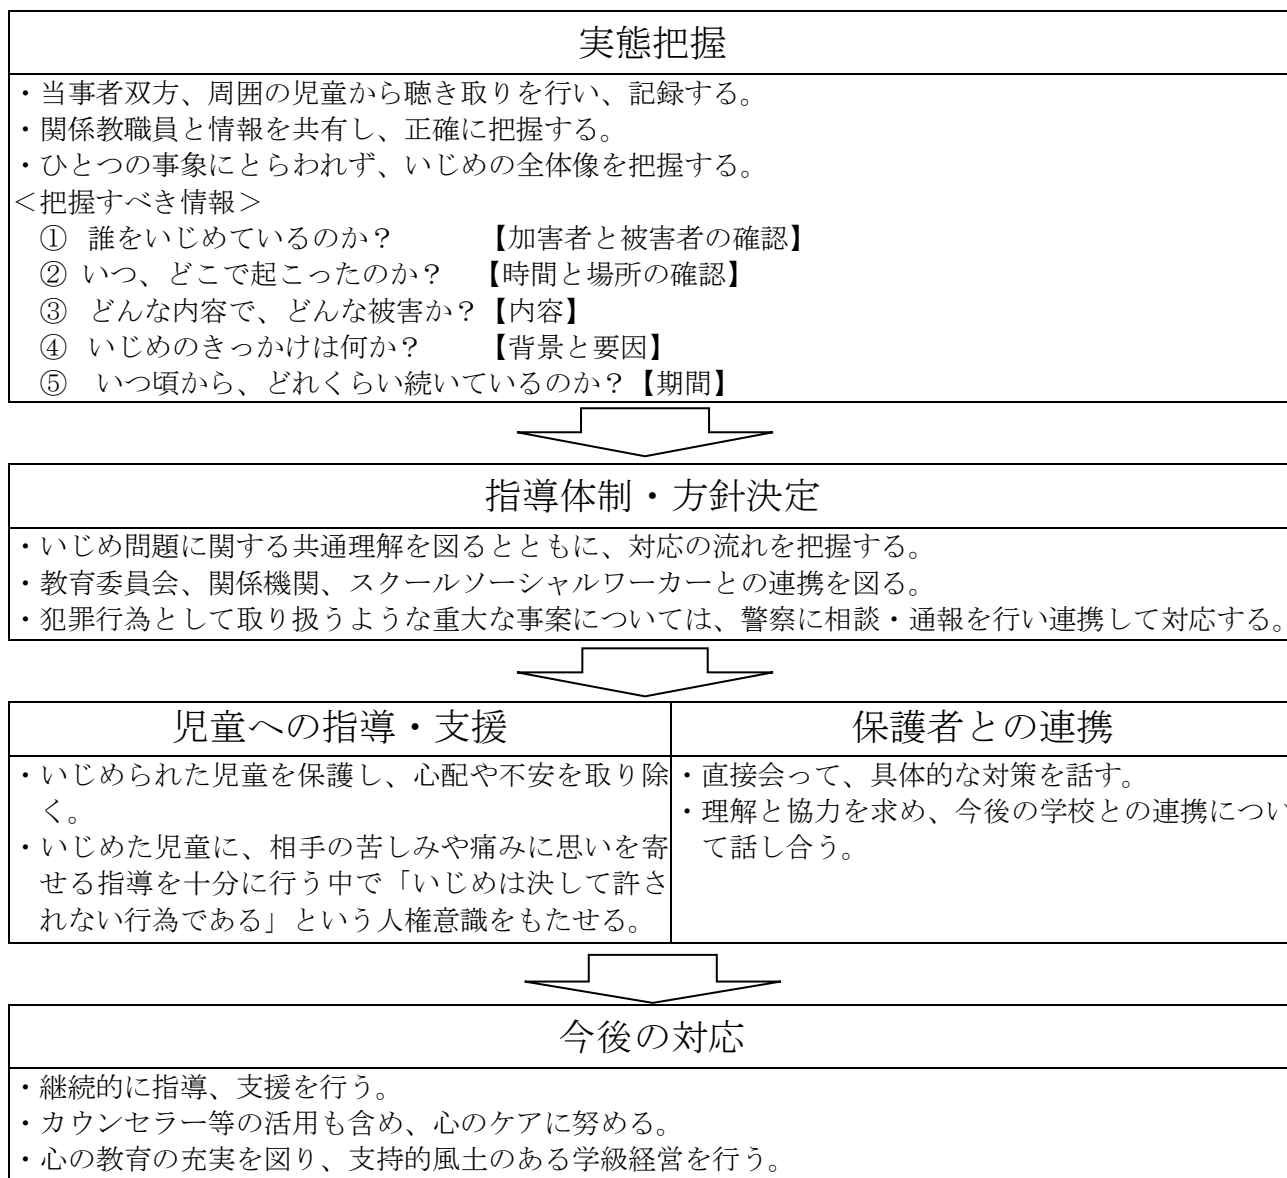 実態把握
・当事者双方、周囲の児童から聴き取りを行い、記録する。
・関係教職員と情報を共有し、正確に把握する。
・ひとつの事象にとらわれず、いじめの全体像を把握する。
＜把握すべき情報＞
① 誰をいじめているのか？ 【加害者と被害者の確認】
② いつ、どこで起こったのか？ 【時間と場所の確認】
③ どんな内容で、どんな被害か？【内容】
④ いじめのきっかけは何か？ 【背景と要因】
⑤ いつ頃から、どれくらい続いているのか？【期間】
指導体制・方針決定
・いじめ問題に関する共通理解を図るとともに、対応の流れを把握する。
・教育委員会、関係機関、スクールソーシャルワーカーとの連携を図る。
・犯罪行為として取り扱うような重大な事案については、警察に相談・通報を行い連携して対応する。
児童への指導・支援
・いじめられた児童を保護し、心配や不安を取り除
く。
・いじめた児童に、相手の苦しみや痛みに思いを寄
せる指導を十分に行う中で「いじめは決して許さ
れない行為である」という人権意識をもたせる。
保護者との連携
・直接会って、具体的な対策を話す。
・理解と協力を求め、今後の学校との連携につい
て話し合う。
今後の対応
・継続的に指導、支援を行う。
・カウンセラー等の活用も含め、心のケアに努める。
・心の教育の充実を図り、支持的風土のある学級経営を行う。